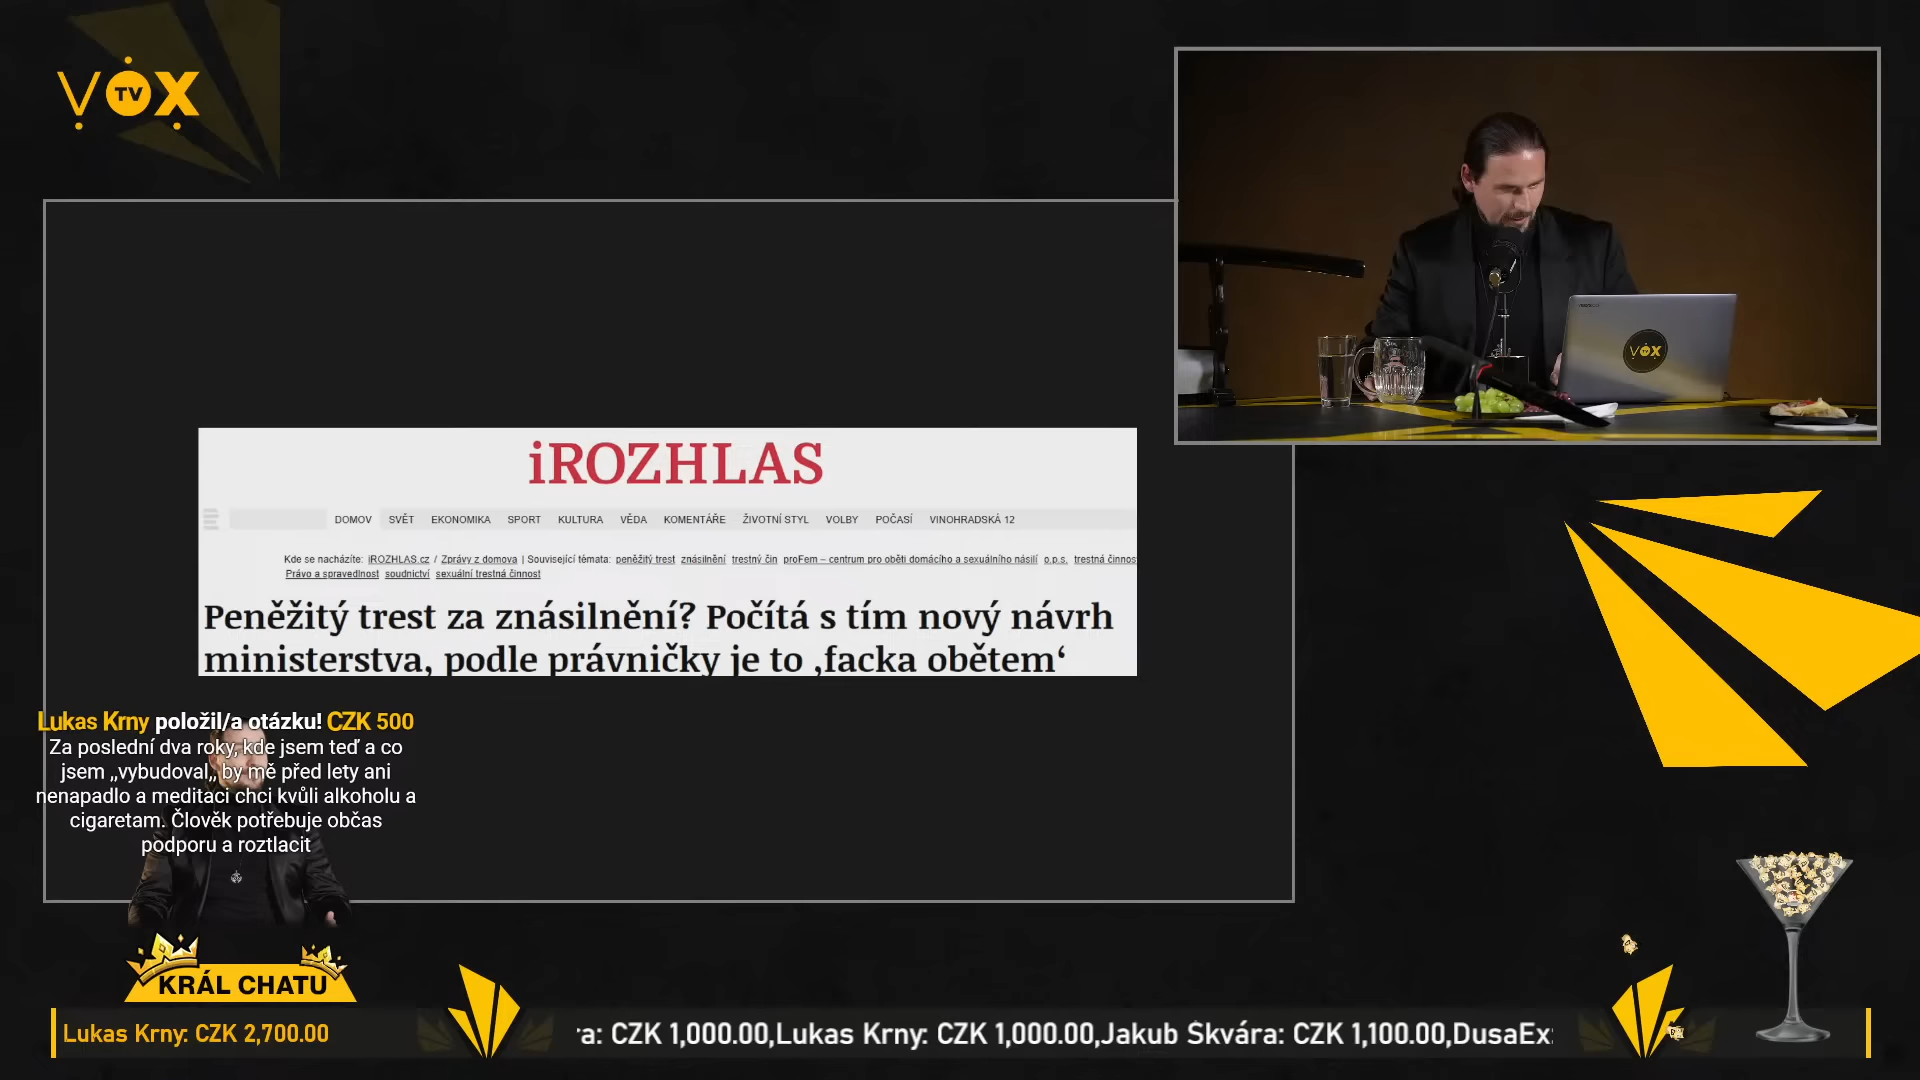 VOX
TV
VOX
iROZHLAS
DOMOV SVĚT EKONOMIKA SPORT KULTURA VĚDA KOMENTÁŘE ŽIVOTNÍ STYL VOLBY POČASÍ VINOHRADSKÁ 12
Kde se nacházíte: iROZHLAS.cz / Zprávy z domova | Související témata: peněžitý trest znásilnění trestný čin proFem – centrum pro oběti domácího a sexuálního násilí o.p.s. trestná činnos
Právo a spravedlnost soudnictví sexuální trestná činnost
Peněžitý trest za znásilnění? Počítá s tím nový návrh
ministerstva, podle právničky je to ‚facka obětem‘
Lukas Krny položil/a otázku! CZK 500
Za poslední dva roky, kde jsem teď a co
jsem ,,vybudoval,, by mě před lety ani
nenapadlo a meditaci chci kvůli alkoholu a
cigaretam. Člověk potřebuje občas
podporu a roztlacit
KRÁL CHATU
Lukas Krny: CZK 2,700.00
ra: CZK 1,000.00,Lukas Krny: CZK 1,000.00,Jakub Skvára: CZK 1,100.00,DusaEx: